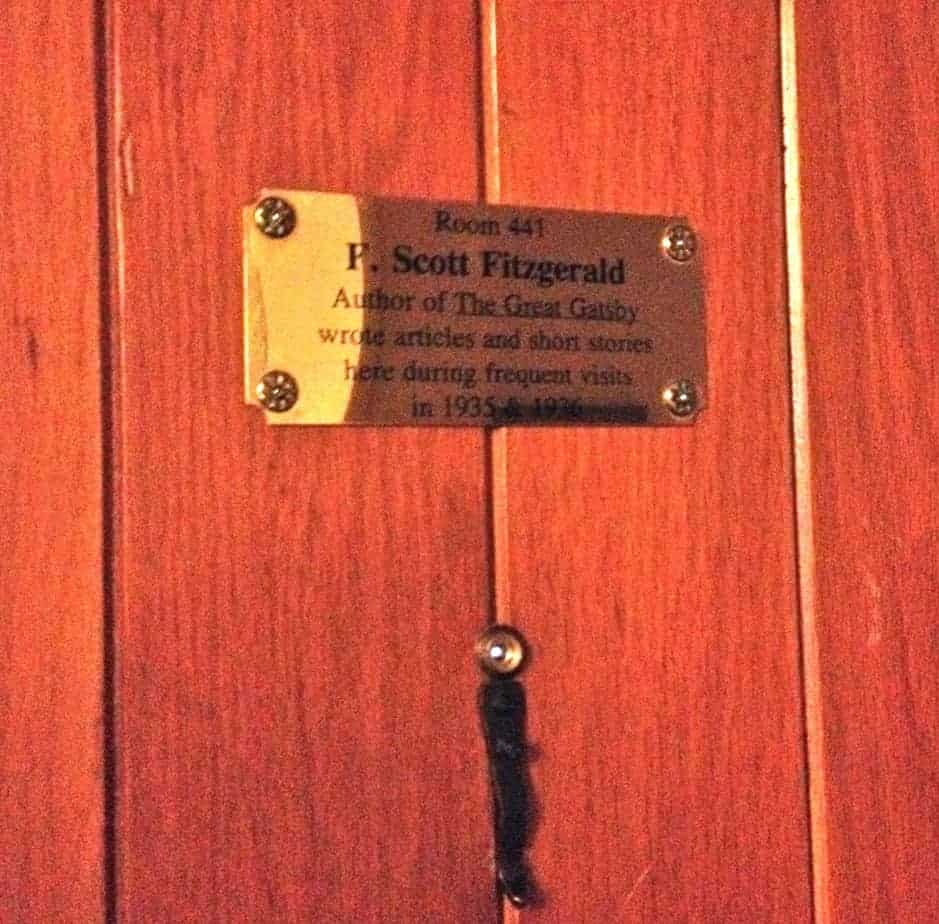 Room 441
F. Scott Fitzgerald
Author of The Great Gatsby
wrote articles and short stories
here during frequent visits
in 1935 & 1936